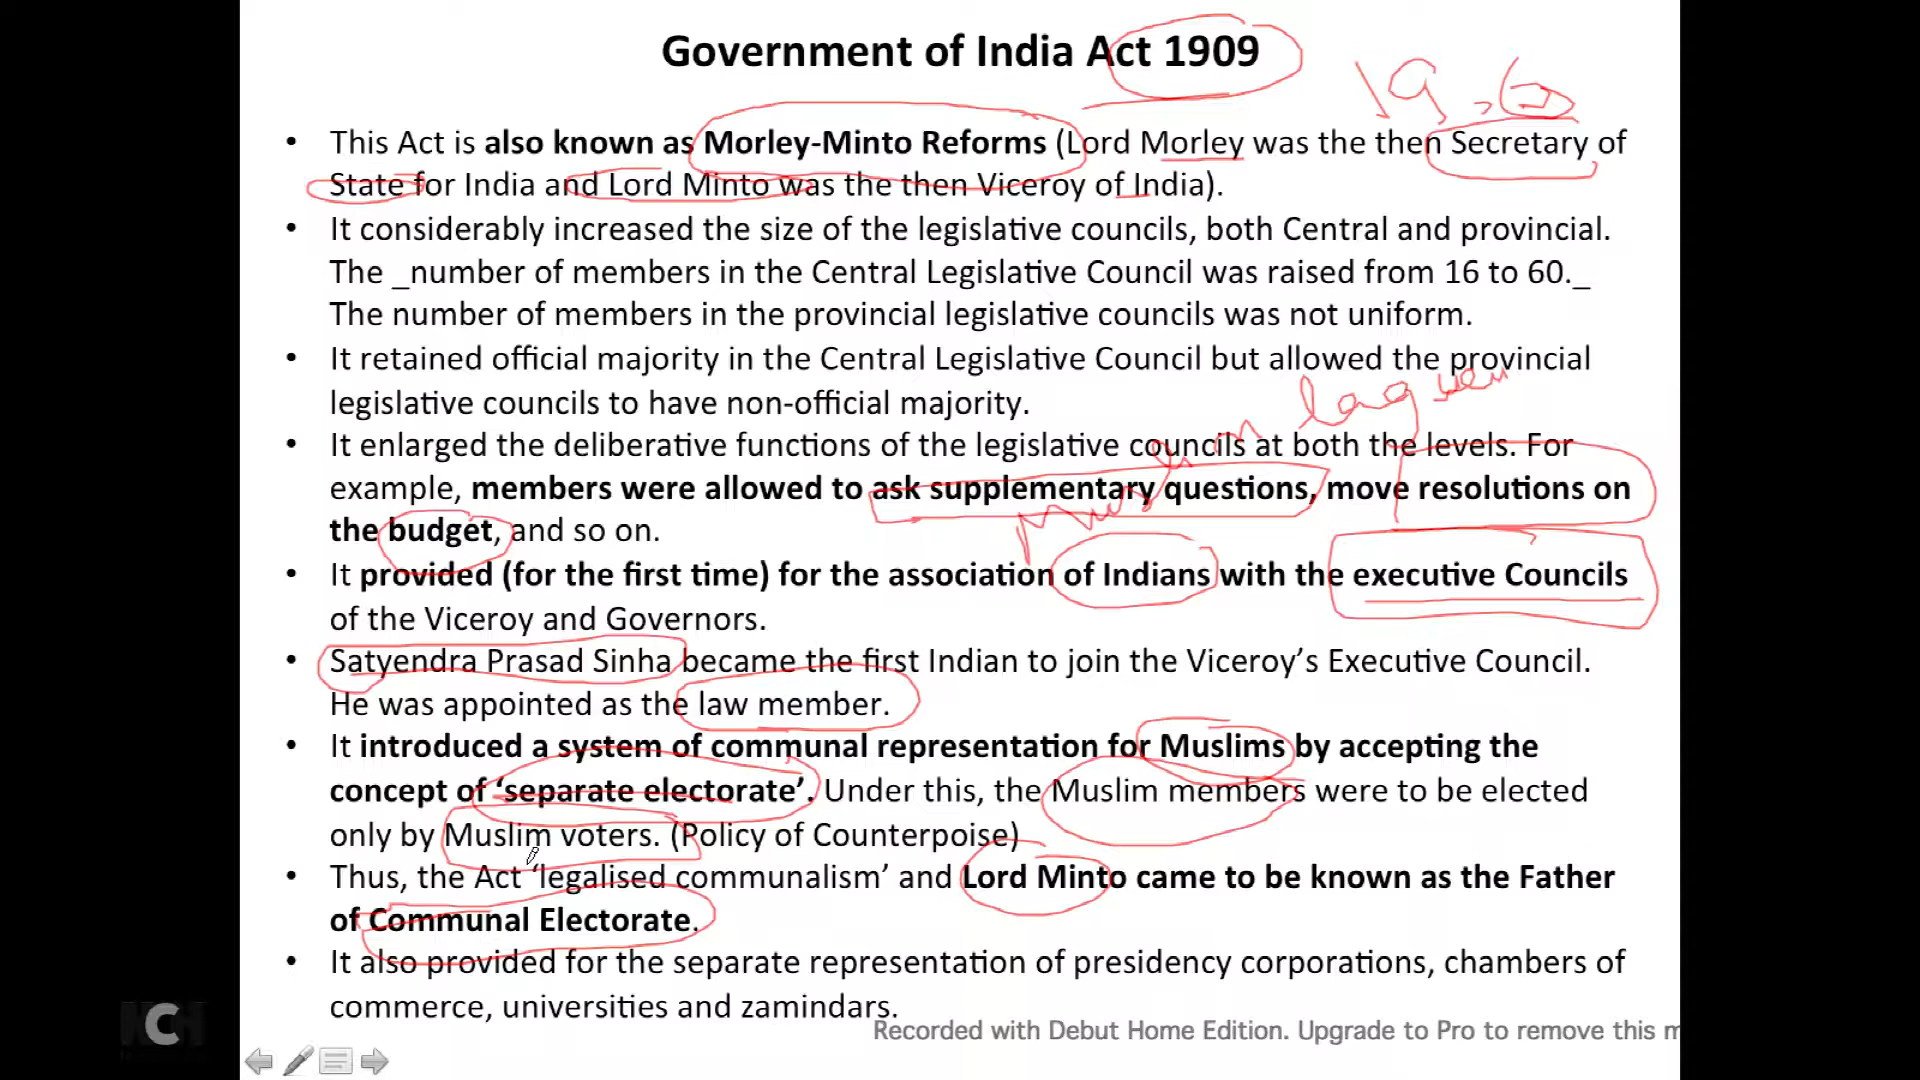 Government of India Act 1909
• This Act is also known as Morley-Minto Reforms (Lord Morley was the then Secretary of
State for India and Lord Minto was the then Viceroy of India).
• It considerably increased the size of the legislative councils, both Central and provincial.
The _number of members in the Central Legislative Council was raised from 16 to 60._
The number of members in the provincial legislative councils was not uniform.
• It retained official majority in the Central Legislative Council but allowed the provincial
legislative councils to have non-official majority.
• It enlarged the deliberative functions of the legislative councils at both the levels. For
example, members were allowed to ask supplementary questions, move resolutions on
the budget, and so on.
• It provided (for the first time) for the association of Indians with the executive Councils
of the Viceroy and Governors.
• Satyendra Prasad Sinha became the first Indian to join the Viceroy’s Executive Council.
He was appointed as the law member.
• It introduced a system of communal representation for Muslims by accepting the
concept of ‘separate electorate’. Under this, the Muslim members were to be elected
only by Muslim voters. (Policy of Counterpoise)
• Thus, the Act ‘legalised communalism’ and Lord Minto came to be known as the Father
of Communal Electorate.
• It also provided for the separate representation of presidency corporations, chambers of
commerce, universities and zamindars.
Recorded with Debut Home Edition. Upgrade to Pro to remove this m